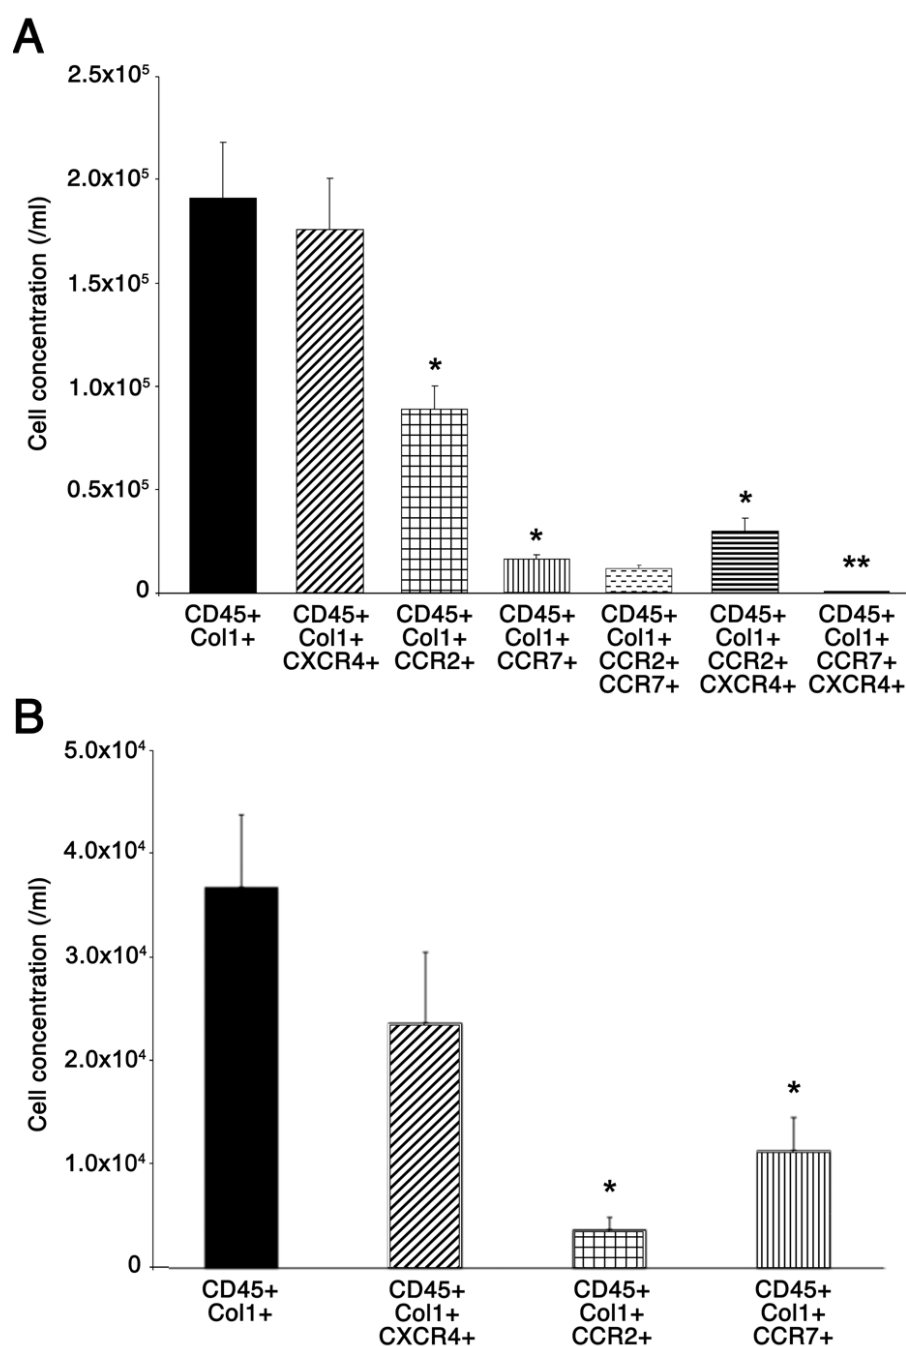 A
2.5x10⁵
2.0x10⁵
1.5x10⁵
1.0x10⁵
0.5x10⁵
0
Cell concentration (/ml)
*
*
*
**
CD45+
Col1+
CD45+
Col1+
CXCR4+
CD45+
Col1+
CCR2+
CD45+
Col1+
CCR7+
CD45+
Col1+
CCR2+
CCR7+
CD45+
Col1+
CCR2+
CXCR4+
CD45+
Col1+
CCR7+
CXCR4+
B
5.0x10⁴
4.0x10⁴
3.0x10⁴
2.0x10⁴
1.0x10⁴
0
Cell concentration (/ml)
*
*
CD45+
Col1+
CD45+
Col1+
CXCR4+
CD45+
Col1+
CCR2+
CD45+
Col1+
CCR7+